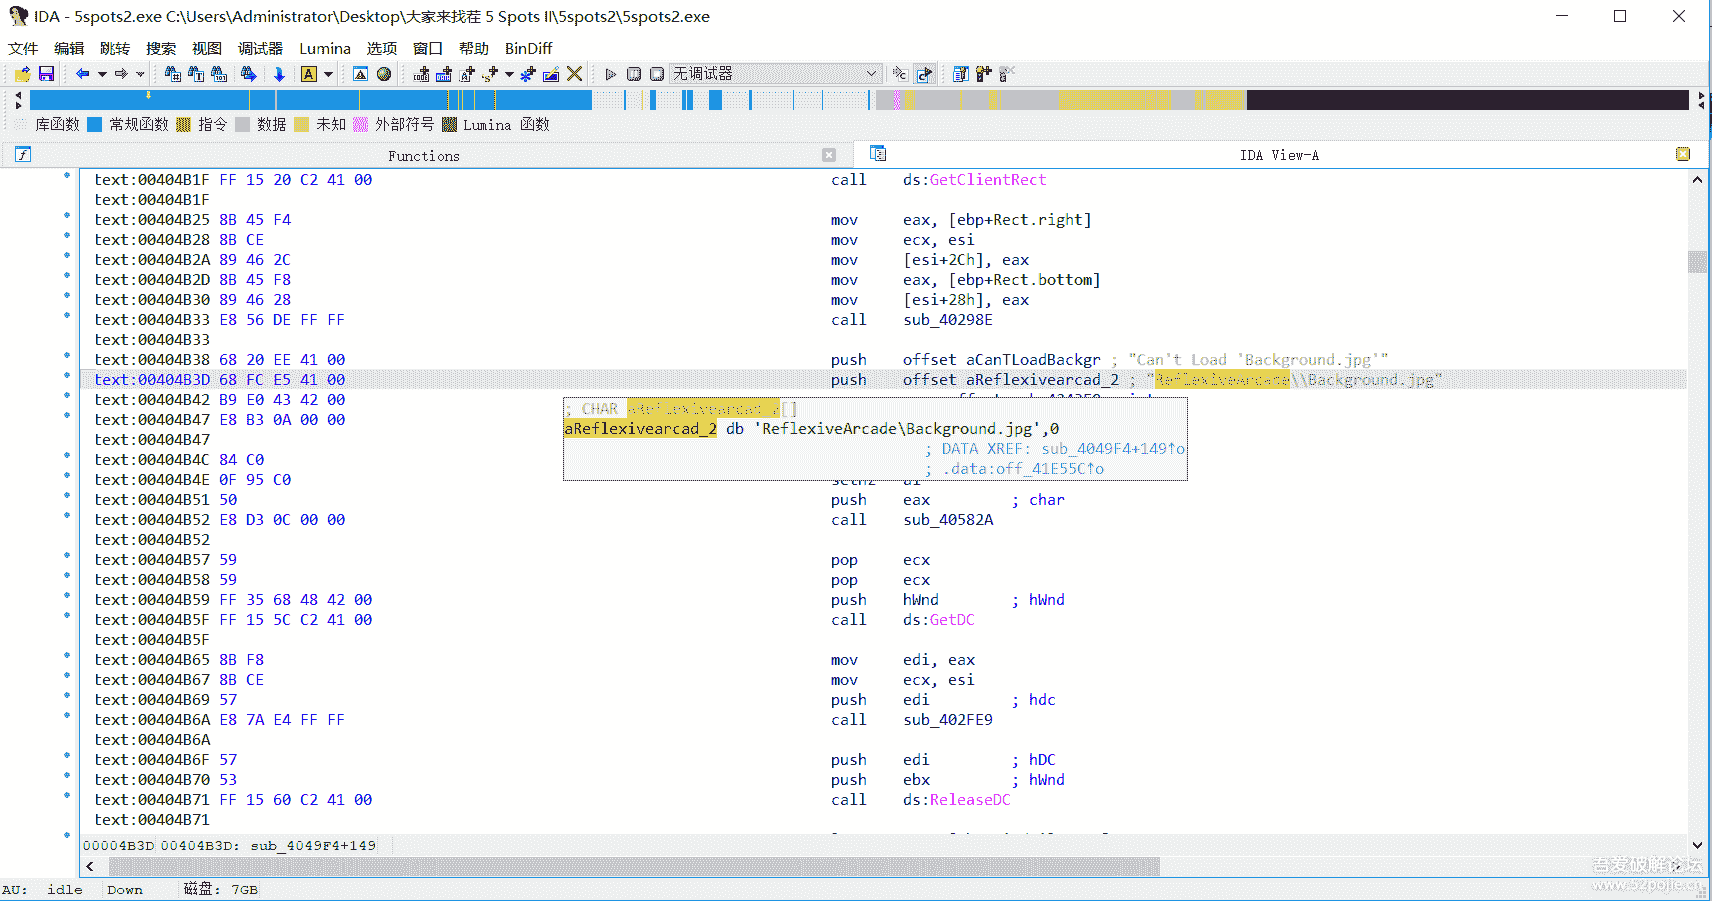 IDA - 5spots2.exe C:\Users\Administrator\Desktop\大家来找茬 5 Spots II\5spots2\5spots2.exe
文件 编辑 跳转 搜索 视图 调试器 Lumina 选项 窗口 帮助 BinDiff
无调试器
库函数 常规函数 指令 数据 未知 外部符号 Lumina 函数
Functions IDA View-A
text:00404B1F FF 15 20 C2 41 00 call ds:GetClientRect
text:00404B1F
text:00404B25 8B 45 F4 mov eax, [ebp+Rect.right]
text:00404B28 8B CE mov ecx, esi
text:00404B2A 89 46 2C mov [esi+2Ch], eax
text:00404B2D 8B 45 F8 mov eax, [ebp+Rect.bottom]
text:00404B30 89 46 28 mov [esi+28h], eax
text:00404B33 E8 56 DE FF FF call sub_40298E
text:00404B33
text:00404B38 68 20 EE 41 00 push offset aCanTLoadBackgr ; "Can't Load 'Background.jpg'"
text:00404B3D 68 FC E5 41 00 push offset aReflexivearcad_2 ; "ReflexiveArcade\\Background.jpg"
text:00404B42 B9 E0 43 42 00
; CHAR aReflexivearcad_2[]
text:00404B47 E8 B3 0A 00 00
aReflexivearcad_2 db 'ReflexiveArcade\Background.jpg',0
text:00404B47
; DATA XREF: sub_4049F4+149↑o
text:00404B4C 84 C0
; .data:off_41E55C↑o
text:00404B4E 0F 95 C0
text:00404B51 50 push eax ; char
text:00404B52 E8 D3 0C 00 00 call sub_40582A
text:00404B52
text:00404B57 59 pop ecx
text:00404B58 59 pop ecx
text:00404B59 FF 35 68 48 42 00 push hWnd ; hWnd
text:00404B5F FF 15 5C C2 41 00 call ds:GetDC
text:00404B5F
text:00404B65 8B F8 mov edi, eax
text:00404B67 8B CE mov ecx, esi
text:00404B69 57 push edi ; hdc
text:00404B6A E8 7A E4 FF FF call sub_402FE9
text:00404B6A
text:00404B6F 57 push edi ; hDC
text:00404B70 53 push ebx ; hWnd
text:00404B71 FF 15 60 C2 41 00 call ds:ReleaseDC
text:00404B71
00004B3D 00404B3D: sub_4049F4+149
吾爱破解论坛
AU: idle Down 磁盘: 7GB
www.52pojie.cn